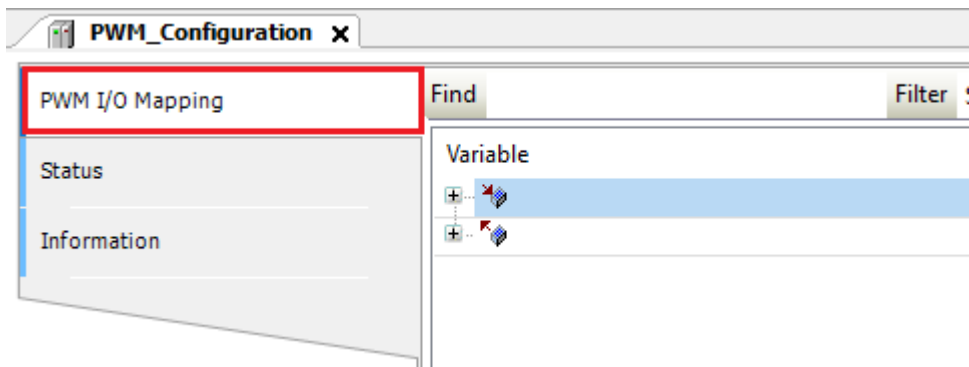 PWM_Configuration
PWM I/O Mapping
Find
Filter
Variable
Status
Information